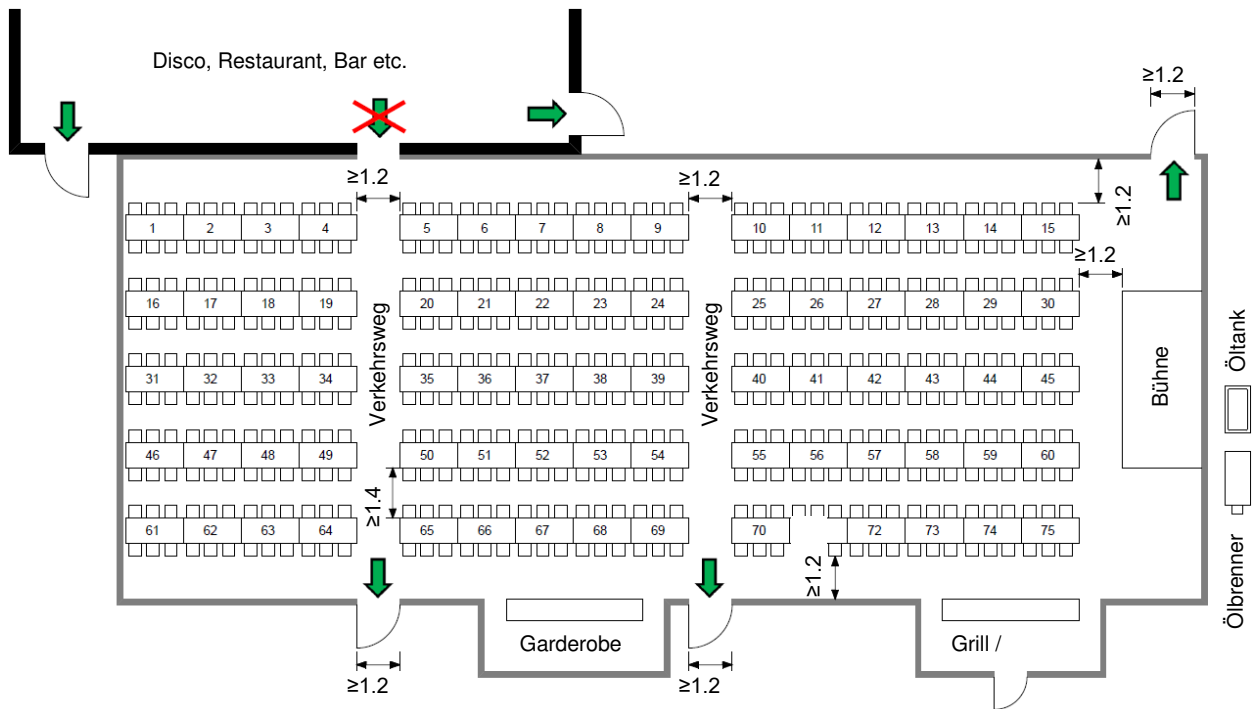 Disco, Restaurant, Bar etc.
≥1.2
≥1.2 ≥1.2 ≥1.2
1 2 3 4 5 6 7 8 9 10 11 12 13 14 15
≥1.2
16 17 18 19 20 21 22 23 24 25 26 27 28 29 30
Verkehrsweg Verkehrsweg
31 32 33 34 35 36 37 38 39 40 41 42 43 44 45
Bühne
Öltank
46 47 48 49 50 51 52 53 54 55 56 57 58 59 60
≥1.4
61 62 63 64 65 66 67 68 69 70 72 73 74 75
Ölbrenner
≥1.2
Garderobe Grill /
≥1.2 ≥1.2